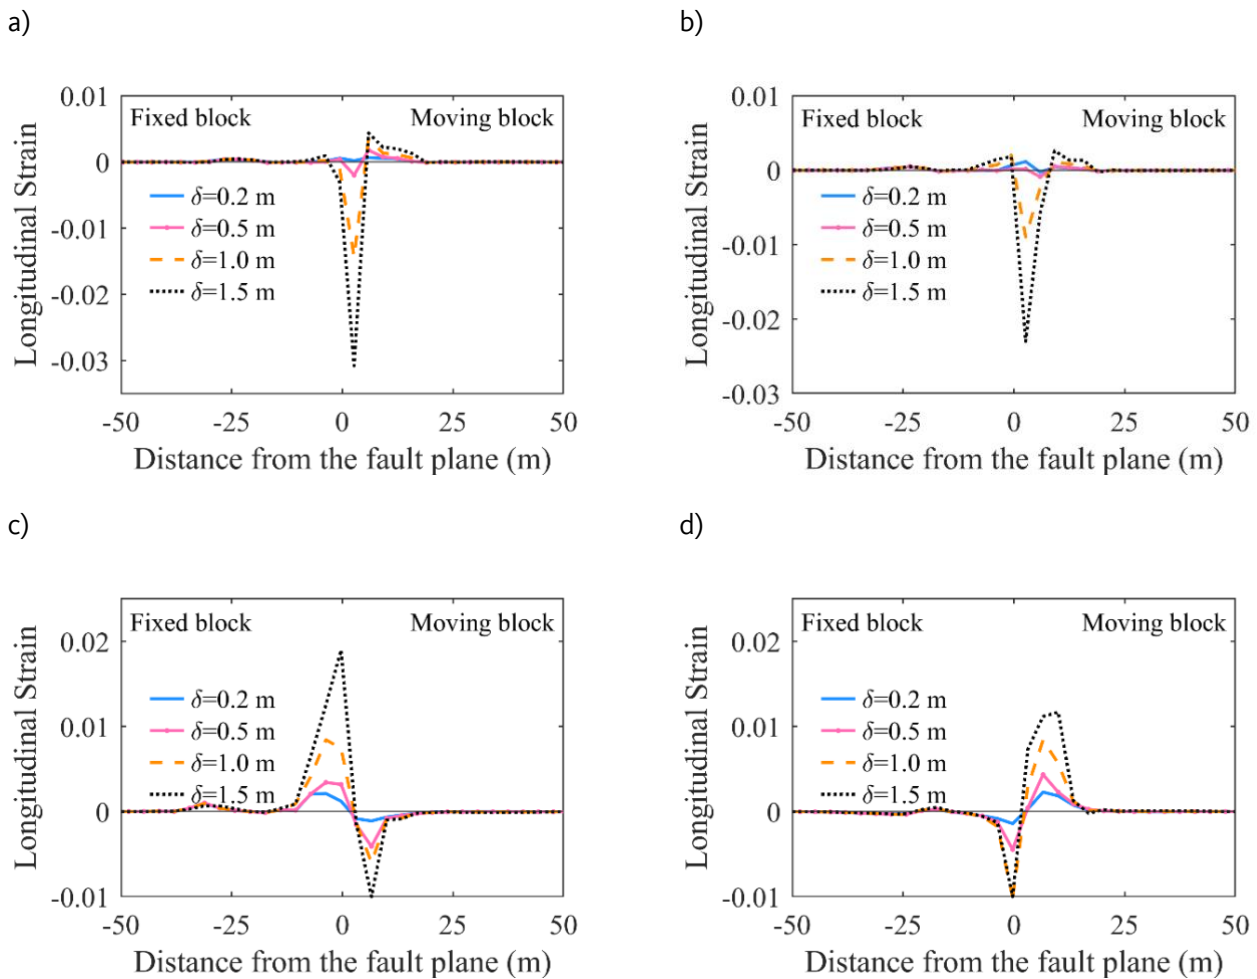 a)
0.01
Fixed block Moving block
0
δ=0.2 m
δ=0.5 m
-0.01
δ=1.0 m
-0.02
δ=1.5 m
-0.03
Longitudinal Strain
-50 -25 0 25 50
Distance from the fault plane (m)
b)
0.01
Fixed block Moving block
0
δ=0.2 m
δ=0.5 m
-0.01
δ=1.0 m
δ=1.5 m
-0.02
-0.03
Longitudinal Strain
-50 -25 0 25 50
Distance from the fault plane (m)
c)
Fixed block Moving block
0.02
δ=0.2 m
δ=0.5 m
0.01
δ=1.0 m
δ=1.5 m
0
-0.01
Longitudinal Strain
-50 -25 0 25 50
Distance from the fault plane (m)
d)
Fixed block Moving block
0.02
δ=0.2 m
δ=0.5 m
0.01
δ=1.0 m
δ=1.5 m
0
-0.01
Longitudinal Strain
-50 -25 0 25 50
Distance from the fault plane (m)